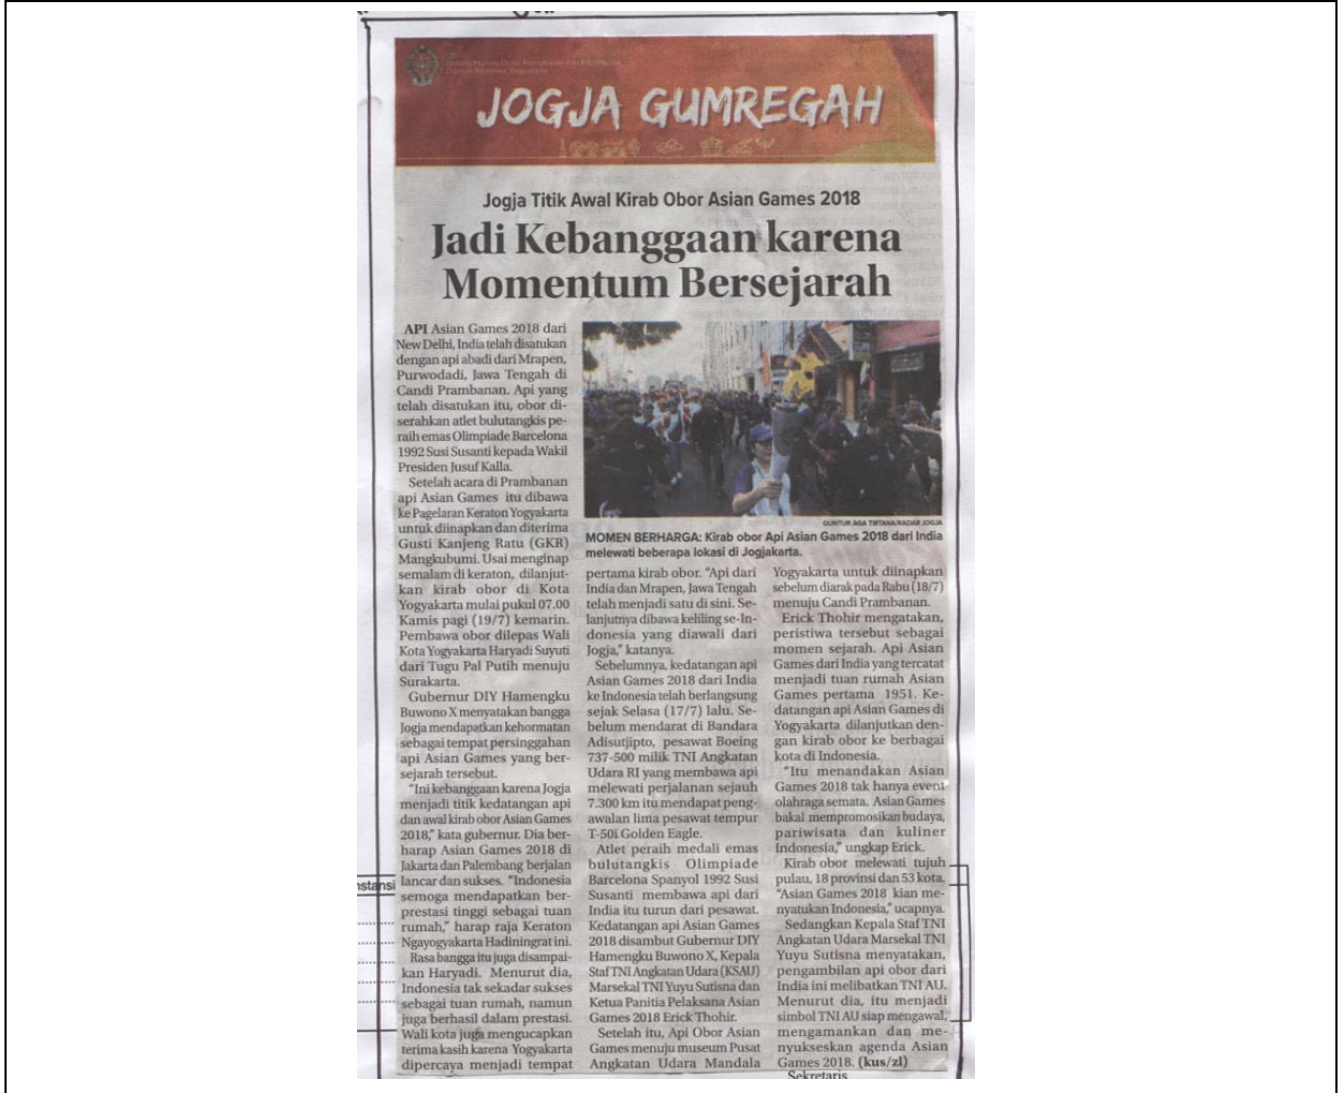 JOGJA GUMREGAH
Jogja Titik Awal Kirab Obor Asian Games 2018
Jadi Kebanggaan karena
Momentum Bersejarah
API Asian Games 2018 dari
New Delhi, India telah disatukan
dengan api abadi dari Mrapen,
Purwodadi, Jawa Tengah di
Candi Prambanan. Api yang
telah disatukan itu, obor di-
serahkan atlet bulutangkis pe-
raih emas Olimpiade Barcelona
1992 Susi Susanti kepada Wakil
Presiden Jusuf Kalla.
Setelah acara di Prambanan
api Asian Games itu dibawa
ke Pagelaran Keraton Yogyakarta
untuk diinapkan dan diterima
Gusti Kanjeng Ratu (GKR)
Mangkubumi. Usai menginap
semalam di keraton, dilanjut-
kan kirab obor di Kota
Yogyakarta mulai pukul 07.00
Kamis pagi (19/7) kemarin.
Pembawa obor dilepas Wali
Kota Yogyakarta Haryadi Suyuti
dari Tugu Pal Putih menuju
Surakarta.
Gubernur DIY Hamengku
Buwono X menyatakan bangga
Jogja mendapatkan kehormatan
sebagai tempat persinggahan
api Asian Games yang ber-
sejarah tersebut.
"Ini kebanggaan karena Jogja
menjadi titik kedatangan api
dan awal kirab obor Asian Games
2018," kata gubernur. Dia ber-
harap Asian Games 2018 di
Jakarta dan Palembang berjalan
lancar dan sukses. "Indonesia
semoga mendapatkan ber-
prestasi tinggi sebagai tuan
rumah," harap raja Keraton
Ngayogyakarta Hadiningrat ini.
Rasa bangga itu juga disampai-
kan Haryadi. Menurut dia,
Indonesia tak sekadar sukses
sebagai tuan rumah, namun
juga berhasil dalam prestasi.
Wali kota juga mengucapkan
terima kasih karena Yogyakarta
dipercaya menjadi tempat
GUNTUR AGA TIRTANA/RADAR JOGJA
MOMEN BERHARGA: Kirab obor Api Asian Games 2018 dari India
melewati beberapa lokasi di Jogjakarta.
pertama kirab obor. "Api dari
India dan Mrapen, Jawa Tengah
telah menjadi satu di sini. Se-
lanjutnya dibawa keliling se-In-
donesia yang diawali dari
Jogja," katanya.
Sebelumnya, kedatangan api
Asian Games 2018 dari India
ke Indonesia telah berlangsung
sejak Selasa (17/7) lalu. Se-
belum mendarat di Bandara
Adisutjipto, pesawat Boeing
737-500 milik TNI Angkatan
Udara RI yang membawa api
melewati perjalanan sejauh
7.300 km itu mendapat peng-
awalan lima pesawat tempur
T-50i Golden Eagle.
Atlet peraih medali emas
bulutangkis Olimpiade
Barcelona Spanyol 1992 Susi
Susanti membawa api dari
India itu turun dari pesawat.
Kedatangan api Asian Games
2018 disambut Gubernur DIY
Hamengku Buwono X, Kepala
Staf TNI Angkatan Udara (KSAU)
Marsekal TNI Yuyu Sutisna dan
Ketua Panitia Pelaksana Asian
Games 2018 Erick Thohir.
Setelah itu, Api Obor Asian
Games menuju museum Pusat
Angkatan Udara Mandala
Yogyakarta untuk diinapkan
sebelum diarak pada Rabu (18/7)
menuju Candi Prambanan.
Erick Thohir mengatakan,
peristiwa tersebut sebagai
momen sejarah. Api Asian
Games dari India yang tercatat
menjadi tuan rumah Asian
Games pertama 1951. Ke-
datangan api Asian Games di
Yogyakarta dilanjutkan den-
gan kirab obor ke berbagai
kota di Indonesia.
"Itu menandakan Asian
Games 2018 tak hanya event
olahraga semata. Asian Games
bakal mempromosikan budaya,
pariwisata dan kuliner
Indonesia," ungkap Erick.
Kirab obor melewati tujuh
pulau, 18 provinsi dan 53 kota.
"Asian Games 2018 kian me-
nyatukan Indonesia," ucapnya.
Sedangkan Kepala Staf TNI
Angkatan Udara Marsekal TNI
Yuyu Sutisna menyatakan,
pengambilan api obor dari
India ini melibatkan TNI AU.
Menurut dia, itu menjadi
simbol TNI AU siap mengawal,
mengamankan dan me-
nyukseskan agenda Asian
Games 2018. (kus/zl)
nstansi
Sekretaris